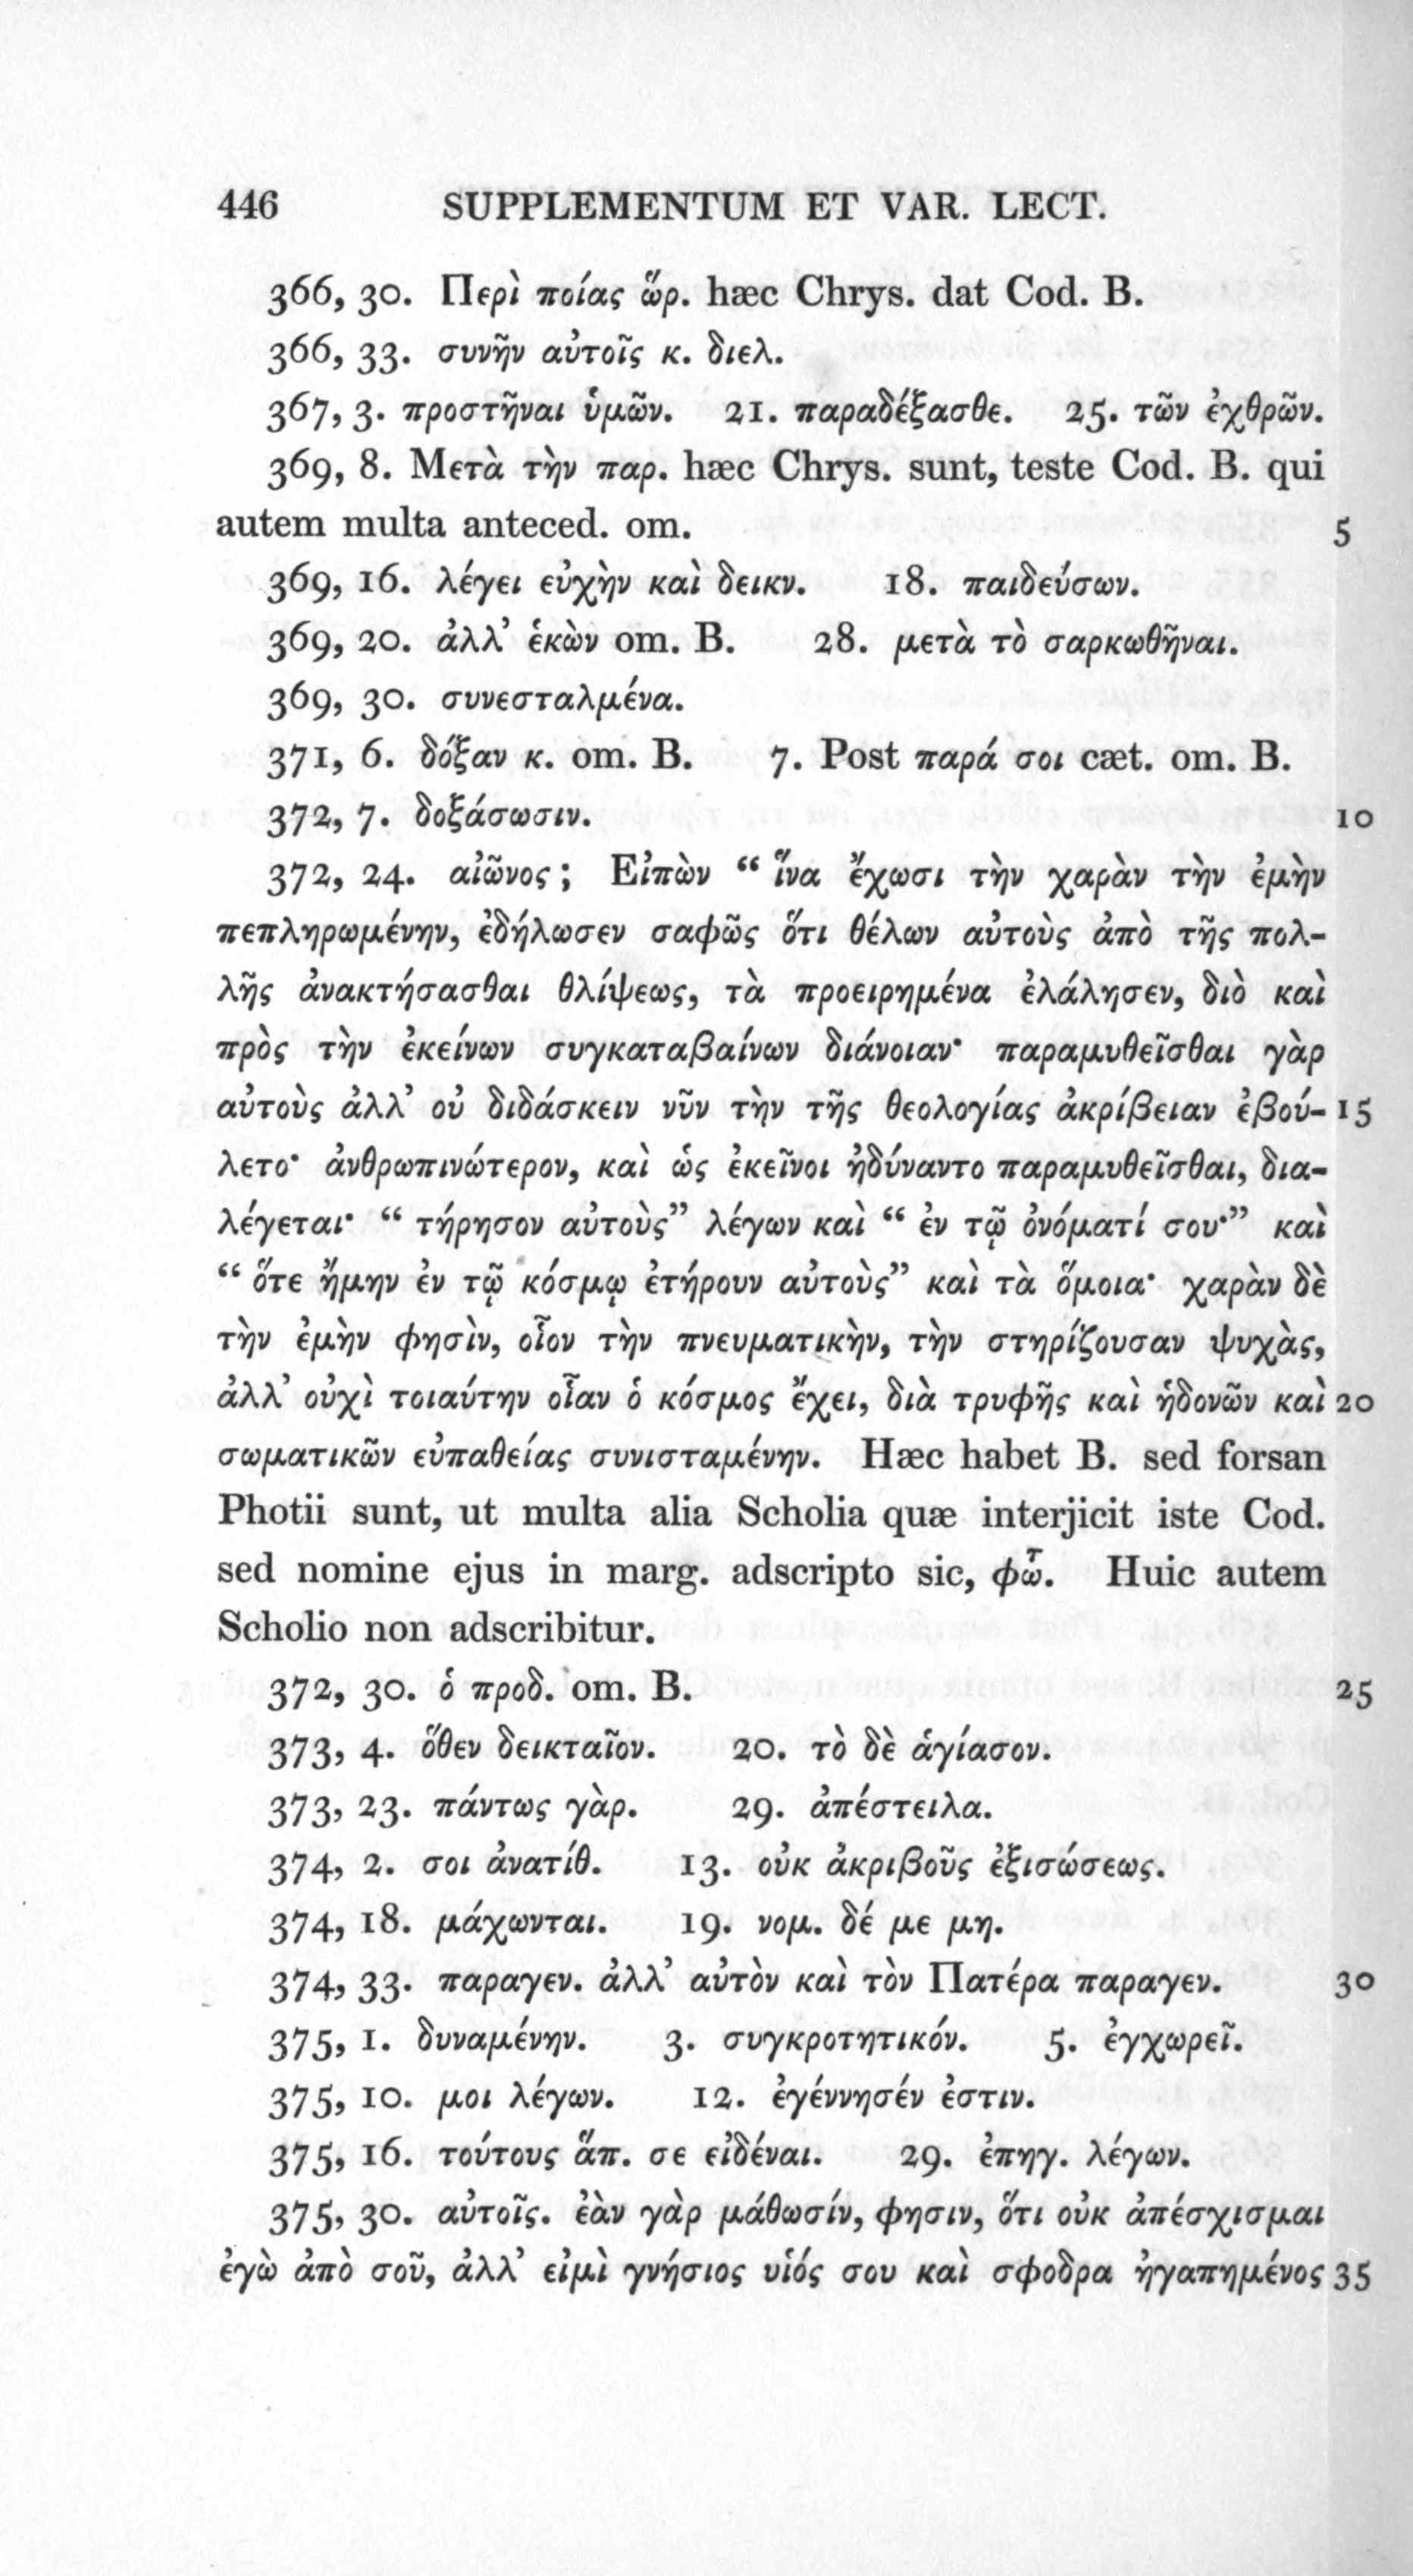 446 SUPPLEMENTUM ET VAR. LECT.
366, 30. Περὶ ποίας ὥρ. hæc Chrys. dat Cod. B.
366, 33. συνῆν αὐτοῖς κ. διελ.
367, 3. προστῆναι ὑμῶν. 21. παραδέξασθε. 25. τῶν ἐχθρῶν.
369, 8. Μετὰ τὴν παρ. hæc Chrys. sunt, teste Cod. B. qui
autem multa anteced. om. 5
369, 16. λέγει εὐχὴν καὶ δεικν. 18. παιδεύσων.
369, 20. ἀλλ’ ἑκὼν om. B. 28. μετὰ τὸ σαρκωθῆναι.
369, 30. συνεσταλμένα.
371, 6. δόξαν κ. om. B. 7. Post παρά σοι cæt. om. B.
372, 7. δοξάσωσιν. 10
372, 24. αἰῶνος; Εἰπὼν “ ἵνα ἔχωσι τὴν χαρὰν τὴν ἐμὴν
πεπληρωμένην, ἐδήλωσεν σαφῶς ὅτι θέλων αὐτοὺς ἀπὸ τῆς πολ-
λῆς ἀνακτήσασθαι θλίψεως, τὰ προειρημένα ἐλάλησεν, διὸ καὶ
πρὸς τὴν ἐκείνων συγκαταβαίνων διάνοιαν· παραμυθεῖσθαι γὰρ
αὐτοὺς ἀλλ’ οὐ διδάσκειν νῦν τὴν τῆς θεολογίας ἀκρίβειαν ἐβού- 15
λετο· ἀνθρωπινώτερον, καὶ ὡς ἐκεῖνοι ἠδύναντο παραμυθεῖσθαι, δια-
λέγεται· “ τήρησον αὐτοὺς” λέγων καὶ “ ἐν τῷ ὀνόματί σου·” καὶ
“ ὅτε ἤμην ἐν τῷ κόσμῳ ἐτήρουν αὐτοὺς” καὶ τὰ ὅμοια· χαρὰν δὲ
τὴν ἐμὴν φησὶν, οἷον τὴν πνευματικὴν, τὴν στηρίζουσαν ψυχὰς,
ἀλλ’ οὐχὶ τοιαύτην οἵαν ὁ κόσμος ἔχει, διὰ τρυφῆς καὶ ἡδονῶν καὶ 20
σωματικῶν εὐπαθείας συνισταμένην. Hæc habet B. sed forsan
Photii sunt, ut multa alia Scholia quæ interjicit iste Cod.
sed nomine ejus in marg. adscripto sic, φω̃τ. Huic autem
Scholio non adscribitur.
372, 30. ὁ προδ. om. B. 25
373, 4. ὅθεν δεικταῖον. 20. τὸ δὲ ἁγίασον.
373, 23. πάντως γὰρ. 29. ἀπέστειλα.
374, 2. σοι ἀνατίθ. 13. οὐκ ἀκριβοῦς ἐξισώσεως.
374, 18. μάχωνται. 19. νομ. δέ με μη.
374, 33. παραγεν. ἀλλ’ αὐτὸν καὶ τὸν Πατέρα παραγεν. 30
375, 1. δυναμένην. 3. συγκροτητικόν. 5. ἐγχωρεῖ.
375, 10. μοι λέγων. 12. ἐγέννησέν ἐστιν.
375, 16. τούτους ἅπ. σε εἰδέναι. 29. ἐπηγ. λέγων.
375, 30. αὐτοῖς. ἐὰν γὰρ μάθωσίν, φησιν, ὅτι οὐκ ἀπέσχισμαι
ἐγὼ ἀπὸ σοῦ, ἀλλ’ εἰμὶ γνήσιος υἱός σου καὶ σφοδρα ἠγαπημένος 35